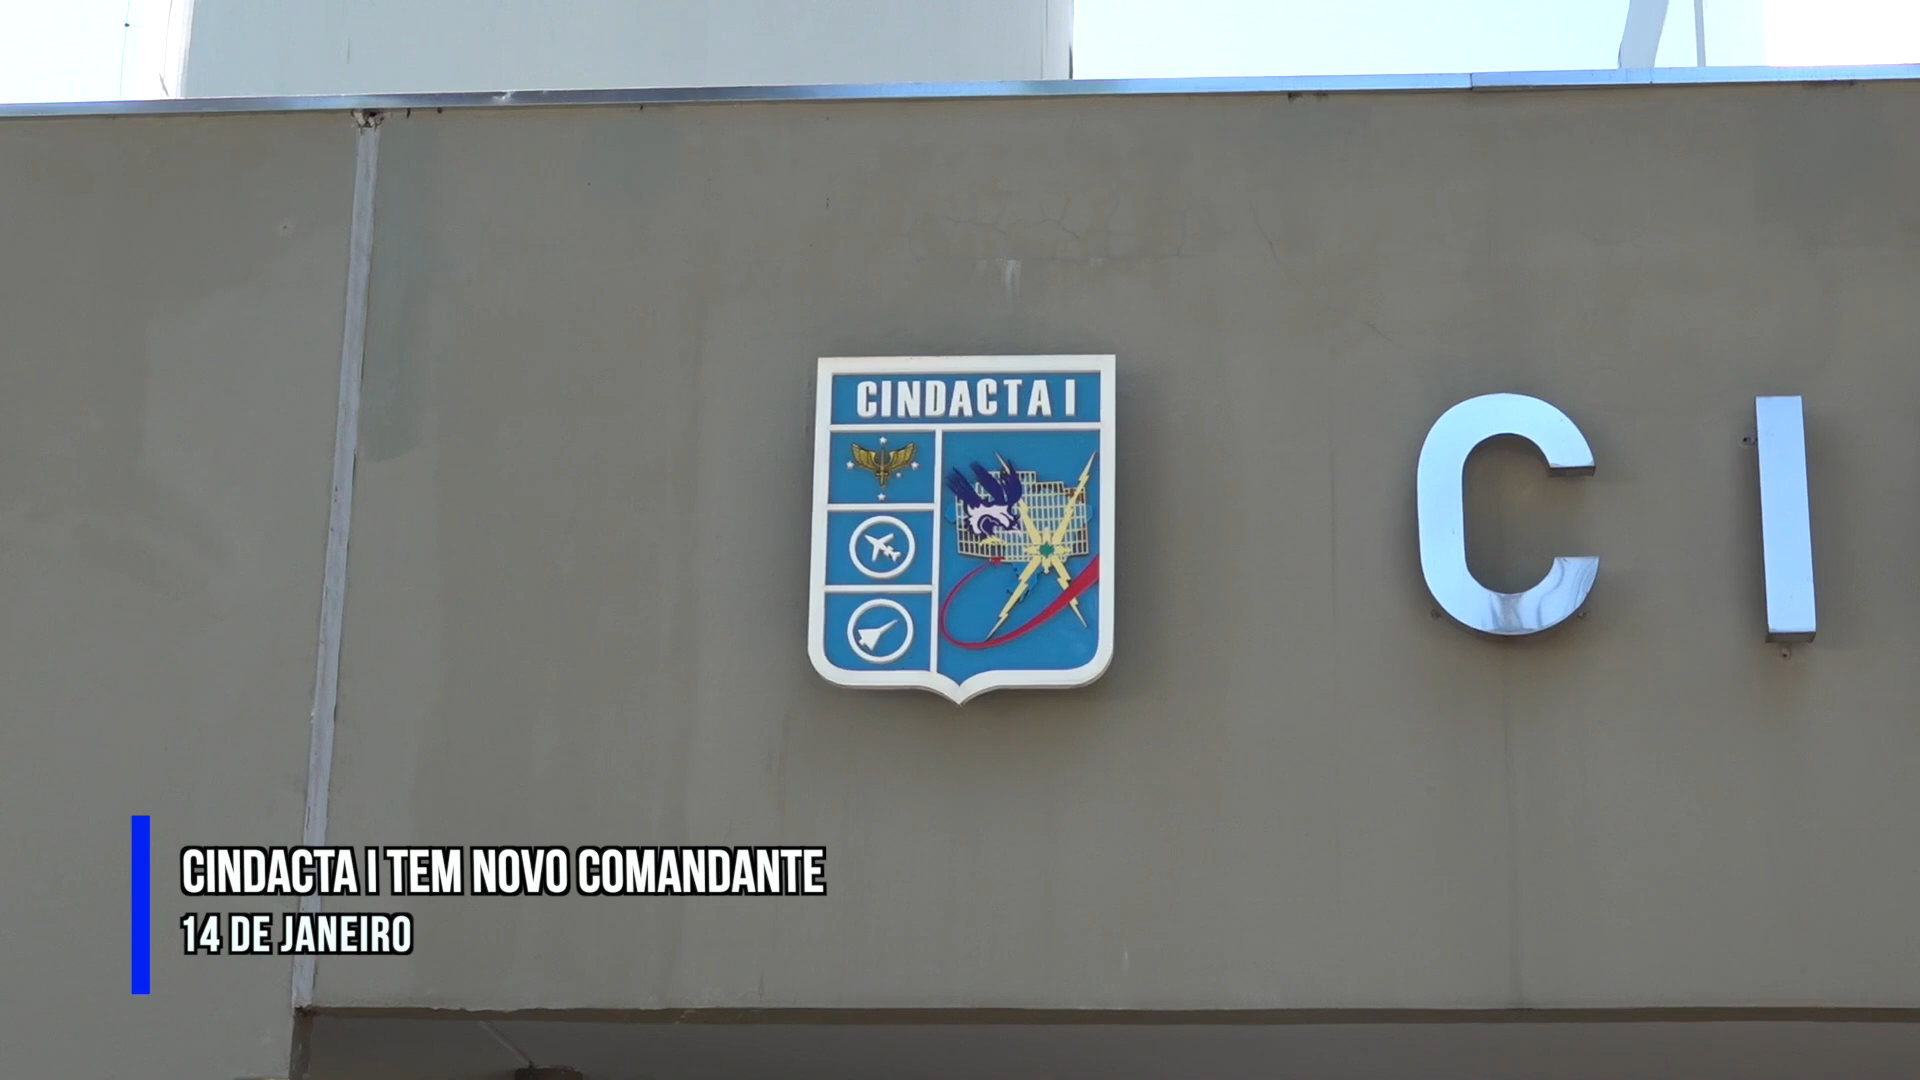 CINDACTA I
C I
CINDACTA I TEM NOVO COMANDANTE
14 DE JANEIRO